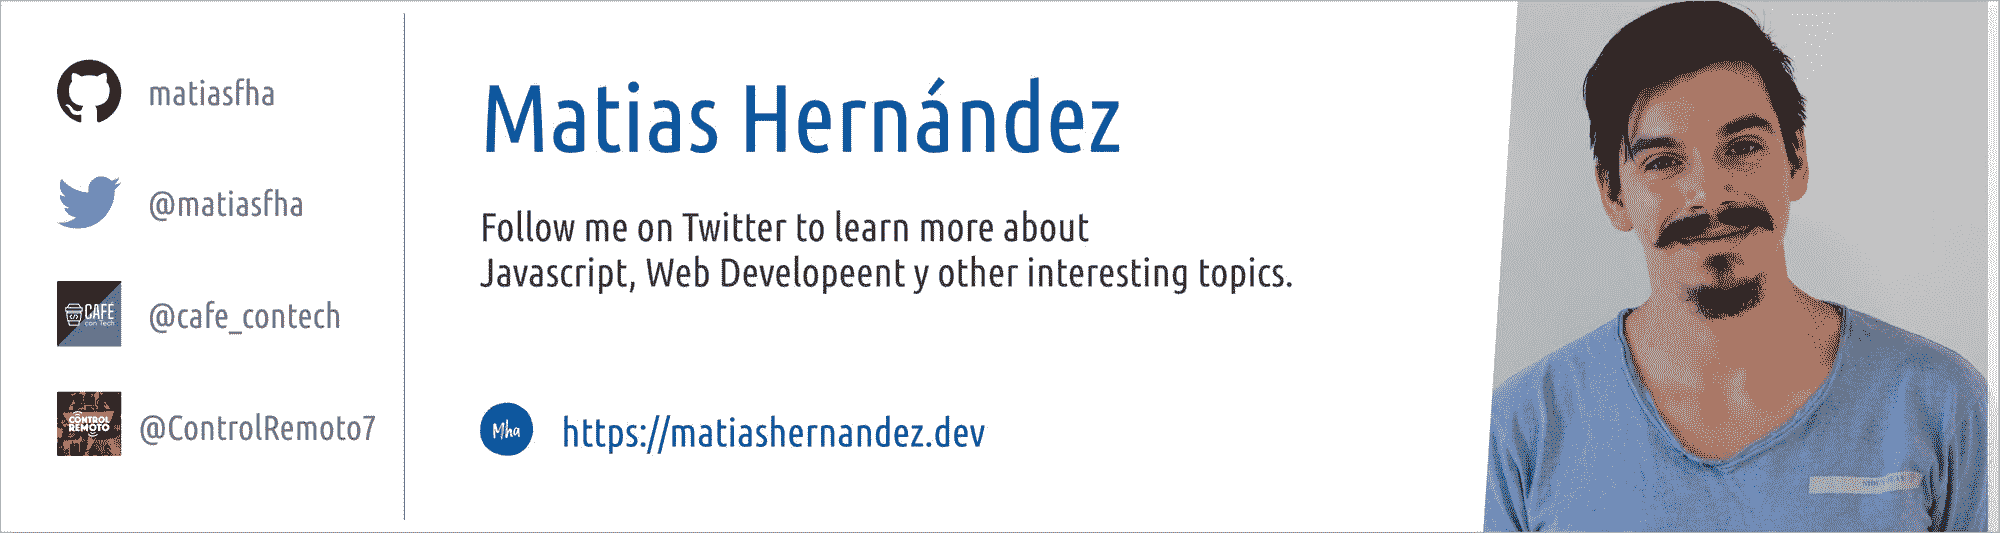 matiasfha
@matiasfha
CAFÉ
con Tech
@cafe_contech
CONTROL
REMOTO
@ControlRemoto7
Matias Hernández
Follow me on Twitter to learn more about
Javascript, Web Developeent y other interesting topics.
Mha
https://matiashernandez.dev